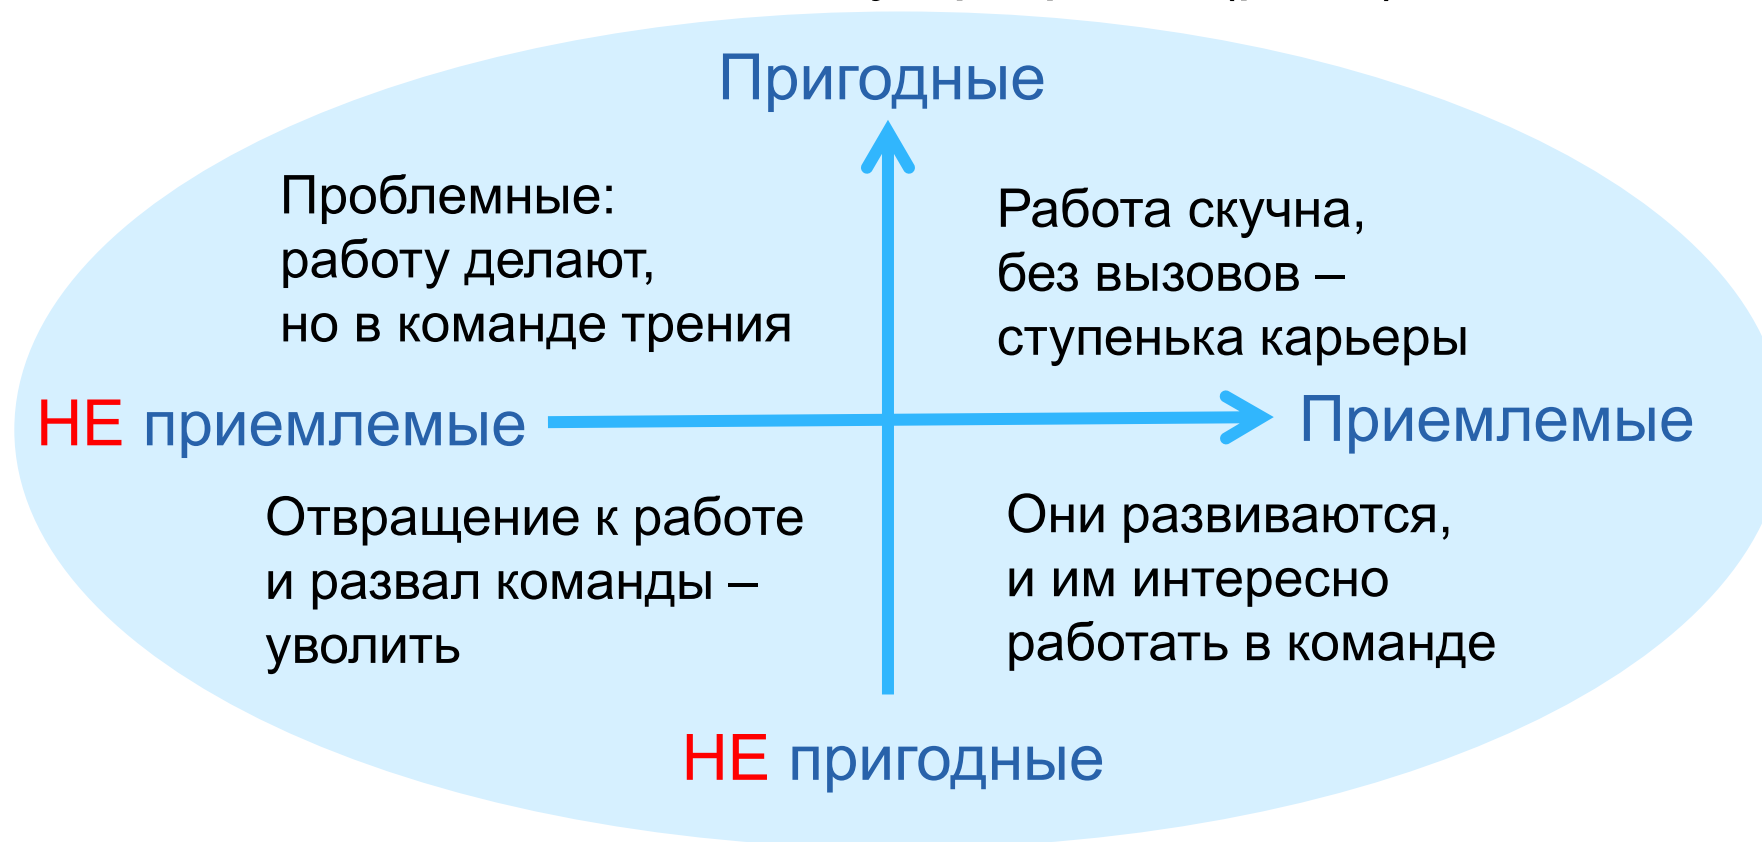 Пригодные
Проблемные:
работу делают,
но в команде трения
Работа скучна,
без вызовов –
ступенька карьеры
НЕ приемлемые
Приемлемые
Отвращение к работе
и развал команды –
уволить
Они развиваются,
и им интересно
работать в команде
НЕ пригодные